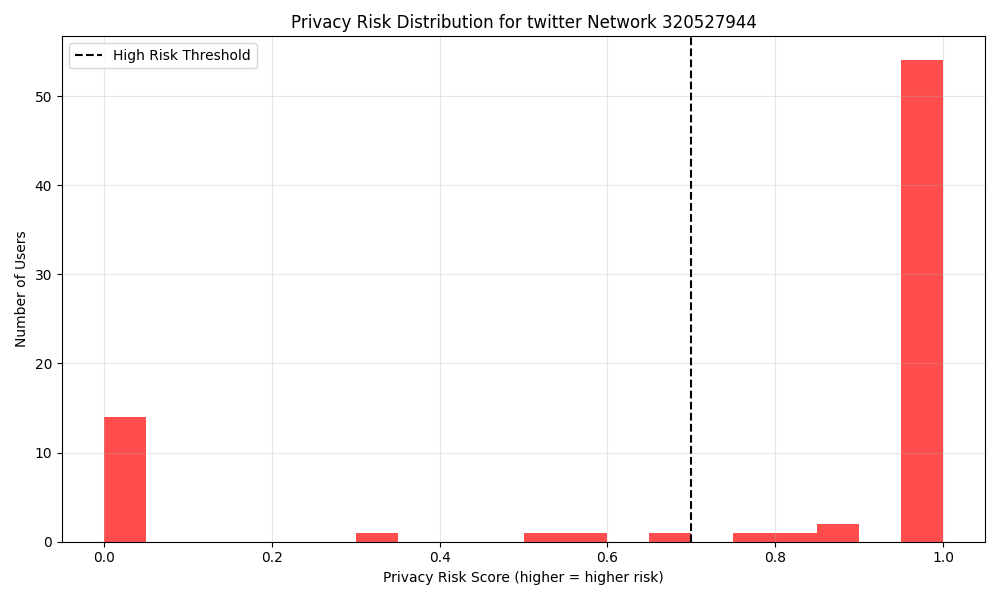 Privacy Risk Distribution for twitter Network 320527944
High Risk Threshold
Number of Users
50
40
30
20
10
0
0.0 0.2 0.4 0.6 0.8 1.0
Privacy Risk Score (higher = higher risk)